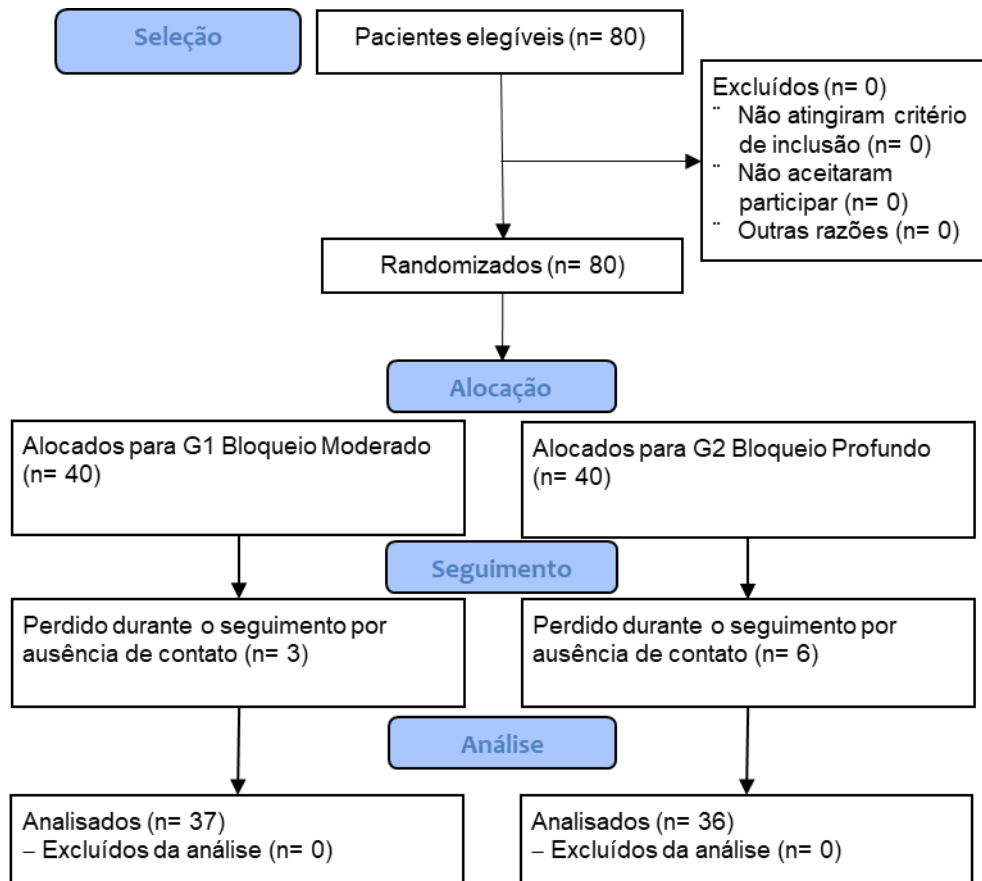 Seleção
Pacientes elegíveis (n= 80)
Excluídos (n= 0)
¨ Não atingiram critério
de inclusão (n= 0)
¨ Não aceitaram
participar (n= 0)
¨ Outras razões (n= 0)
Randomizados (n= 80)
Alocação
Alocados para G1 Bloqueio Moderado
(n= 40)
Alocados para G2 Bloqueio Profundo
(n= 40)
Seguimento
Perdido durante o seguimento por
ausência de contato (n= 3)
Perdido durante o seguimento por
ausência de contato (n= 6)
Análise
Analisados (n= 37)
– Excluídos da análise (n= 0)
Analisados (n= 36)
– Excluídos da análise (n= 0)